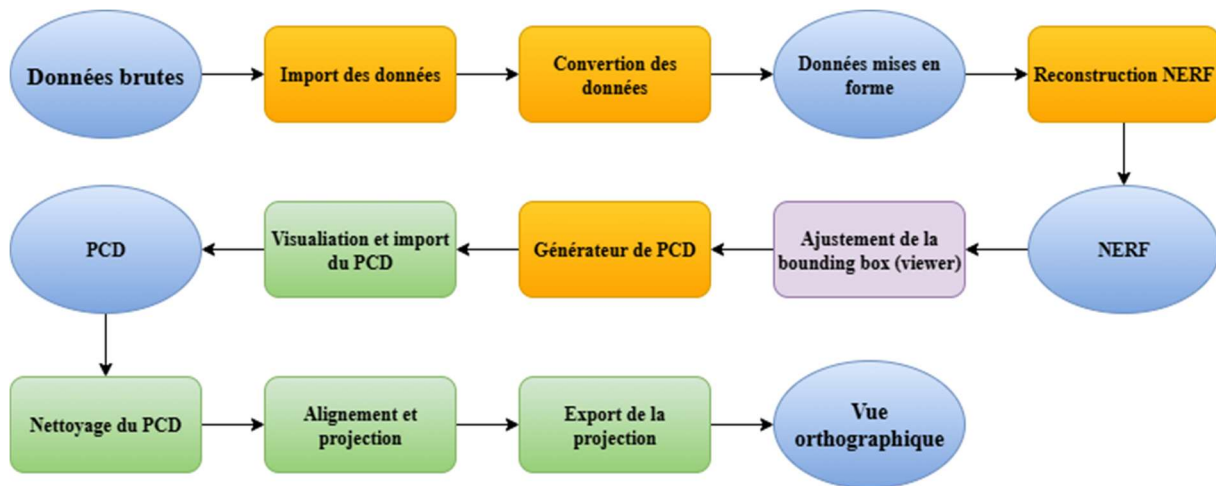 Données brutes
Import des données
Convertion des
données
Données mises en
forme
Reconstruction NERF
NERF
Ajustement de la
bounding box (viewer)
Générateur de PCD
Visualiation et import
du PCD
PCD
Nettoyage du PCD
Alignement et
projection
Export de la
projection
Vue
orthographique